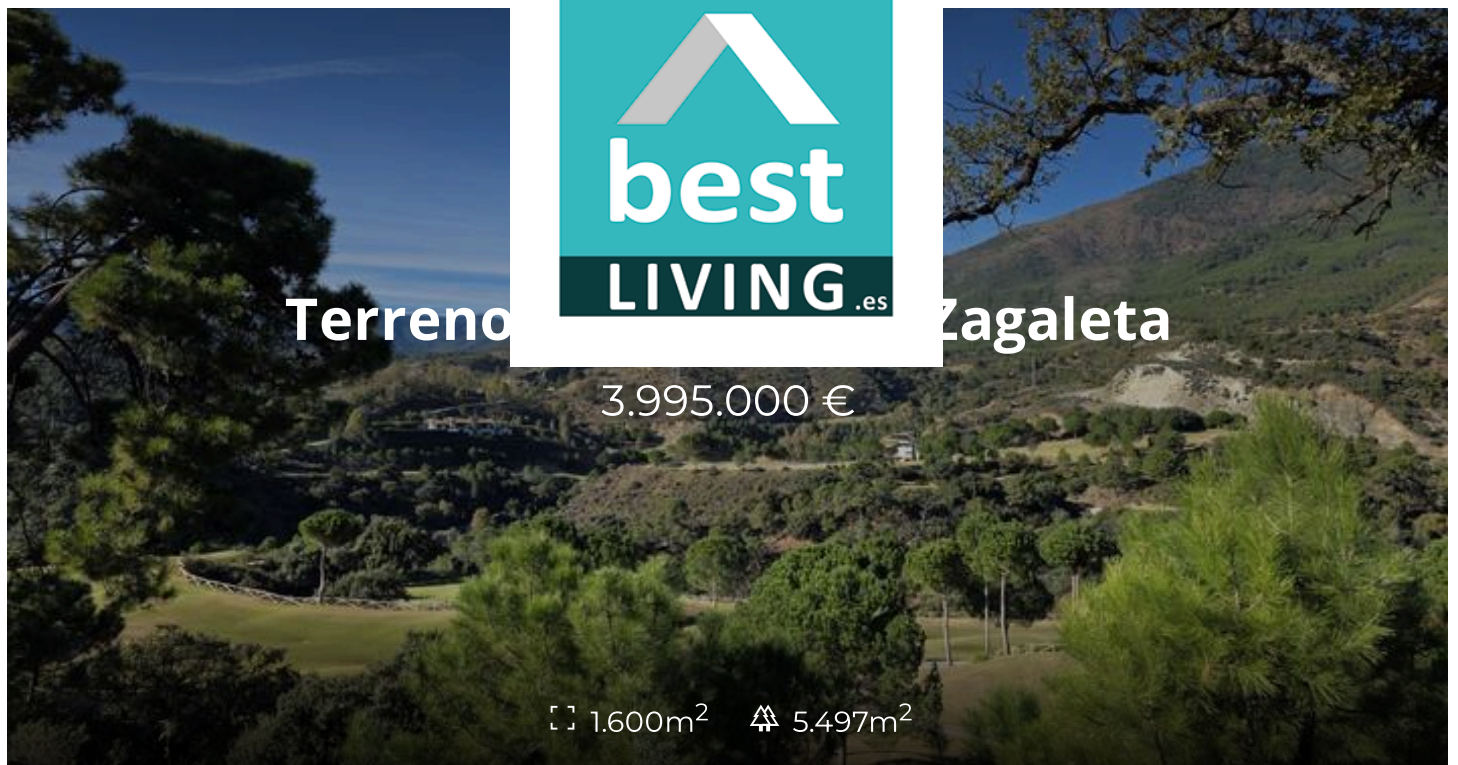 best
LIVING.es
Terreno Zagaleta
3.995.000 €
1.600m² 5.497m²